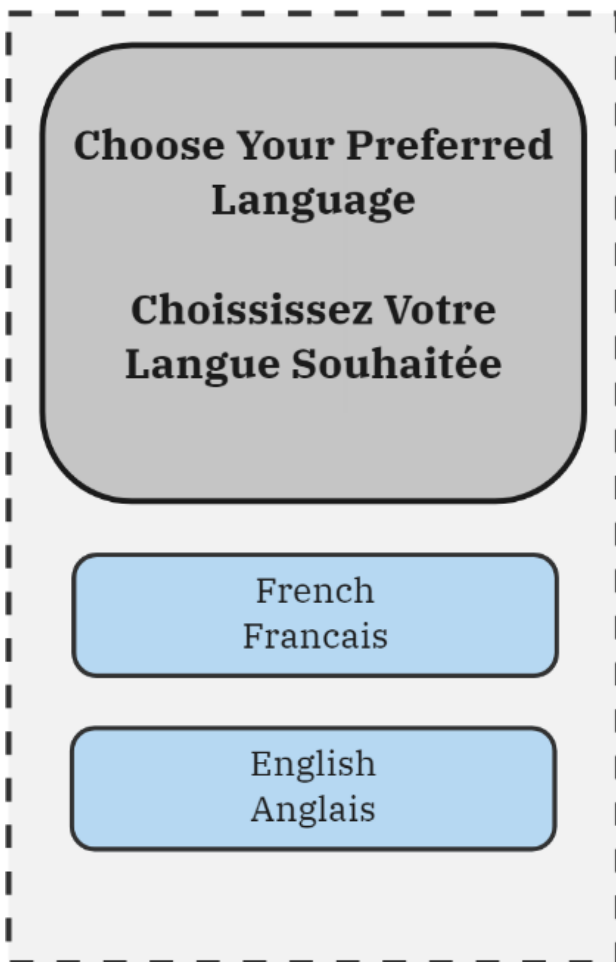 Choose Your Preferred
Language
Choississez Votre
Langue Souhaitée
French
Francais
English
Anglais